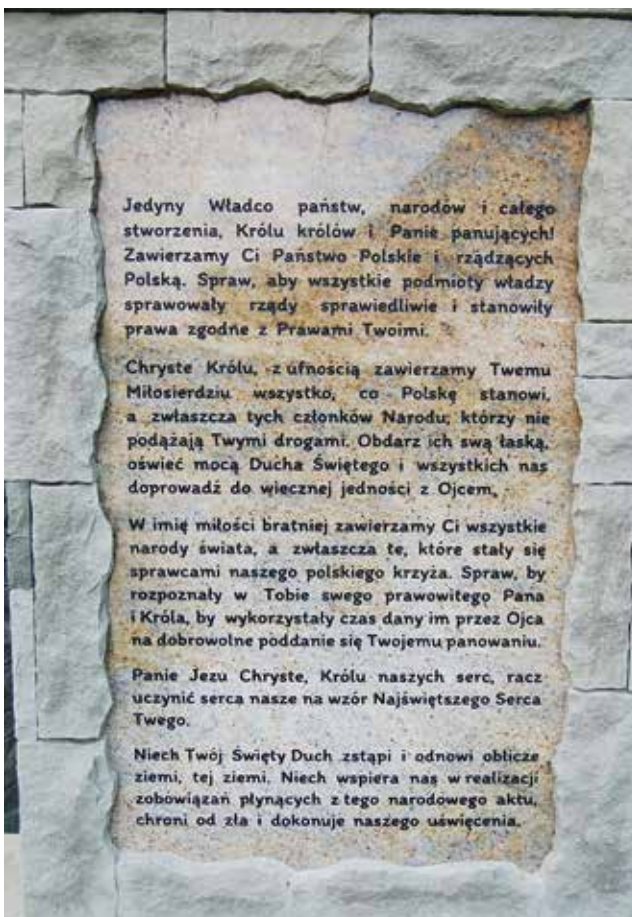 Jedyny Władco państw, narodów i całego
stworzenia, Królu królów i Panie panujących!
Zawierzamy Ci Państwo Polskie i rządzących
Polską. Spraw, aby wszystkie podmioty władzy
sprawowały rządy sprawiedliwie i stanowiły
prawa zgodne z Prawami Twoimi.
Chryste Królu, z ufnością zawierzamy Twemu
Miłosierdziu wszystko, co Polskę stanowi,
a zwłaszcza tych członków Narodu, którzy nie
podążają Twymi drogami. Obdarz ich swą łaską,
oświeć mocą Ducha Świętego i wszystkich nas
doprowadź do wiecznej jedności z Ojcem.
W imię miłości bratniej zawierzamy Ci wszystkie
narody świata, a zwłaszcza te, które stały się
sprawcami naszego polskiego krzyża. Spraw, by
rozpoznały w Tobie swego prawowitego Pana
i Króla, by wykorzystały czas dany im przez Ojca
na dobrowolne poddanie się Twojemu panowaniu.
Panie Jezu Chryste, Królu naszych serc, racz
uczynić serca nasze na wzór Najświętszego Serca
Twego.
Niech Twój Święty Duch zstąpi i odnowi oblicze
ziemi, tej ziemi. Niech wspiera nas w realizacji
zobowiązań płynących z tego narodowego aktu,
chroni od zła i dokonuje naszego uświęcenia.